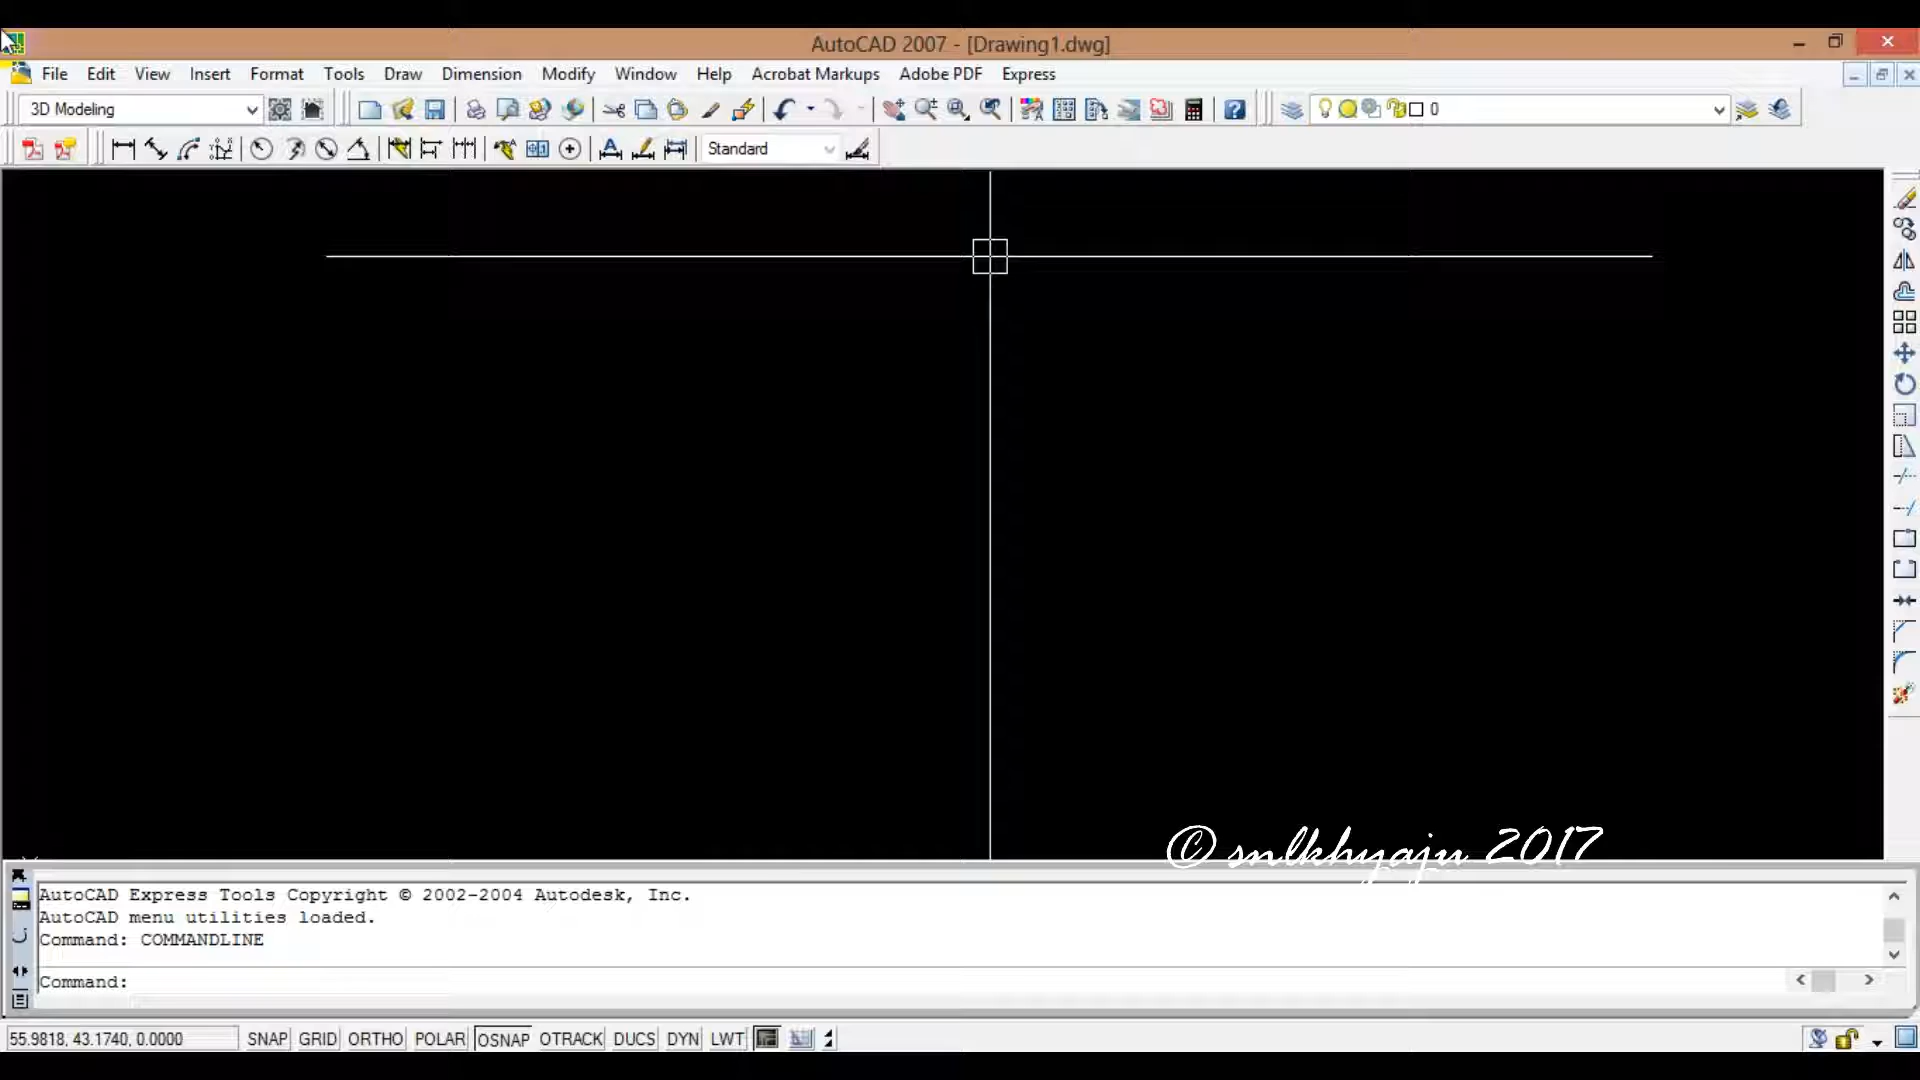 AutoCAD 2007 - [Drawing1.dwg]
File Edit View Insert Format Tools Draw Dimension Modify Window Help Acrobat Markups Adobe PDF Express
3D Modeling
0
Standard
© snlkhyaju 2017
AutoCAD Express Tools Copyright © 2002-2004 Autodesk, Inc.
AutoCAD menu utilities loaded.
Command: COMMANDLINE
Command:
55.9818, 43.1740, 0.0000 SNAP GRID ORTHO POLAR OSNAP OTRACK DUCS DYN LWT